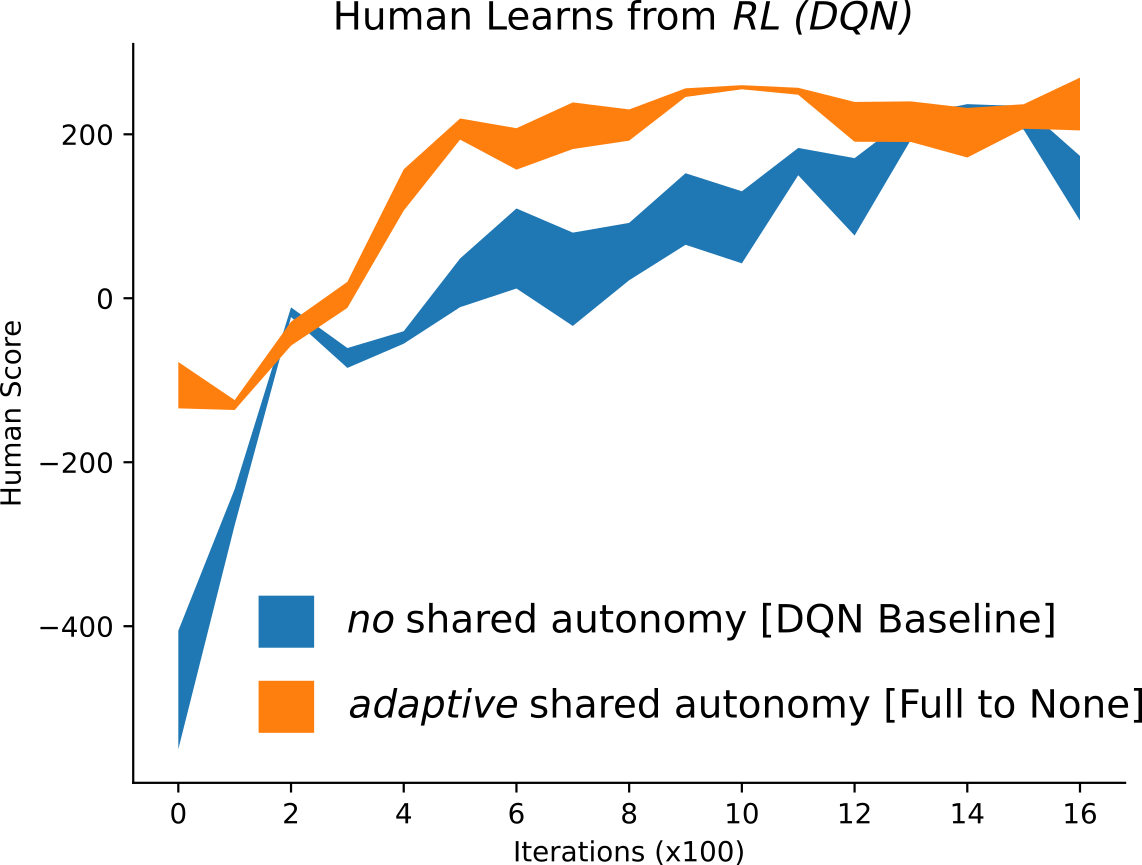 Human Learns from RL (DQN)
200
0
−200
−400
Human Score
no shared autonomy [DQN Baseline]
adaptive shared autonomy [Full to None]
0 2 4 6 8 10 12 14 16
Iterations (x100)